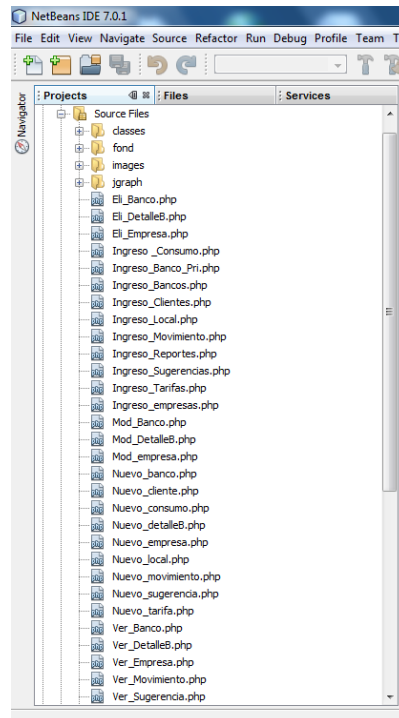 NetBeans IDE 7.0.1
File Edit View Navigate Source Refactor Run Debug Profile Team T
Projects Files Services
Navigator
Source Files
classes
fond
images
jgraph
Eli_Banco.php
Eli_DetalleB.php
Eli_Empresa.php
Ingreso _Consumo.php
Ingreso_Banco_Pri.php
Ingreso_Bancos.php
Ingreso_Clientes.php
Ingreso_Local.php
Ingreso_Movimiento.php
Ingreso_Reportes.php
Ingreso_Sugerencias.php
Ingreso_Tarifas.php
Ingreso_empresas.php
Mod_Banco.php
Mod_DetalleB.php
Mod_empresa.php
Nuevo_banco.php
Nuevo_cliente.php
Nuevo_consumo.php
Nuevo_detalleB.php
Nuevo_empresa.php
Nuevo_local.php
Nuevo_movimiento.php
Nuevo_sugerencia.php
Nuevo_tarifa.php
Ver_Banco.php
Ver_DetalleB.php
Ver_Empresa.php
Ver_Movimiento.php
Ver_Sugerencia.php